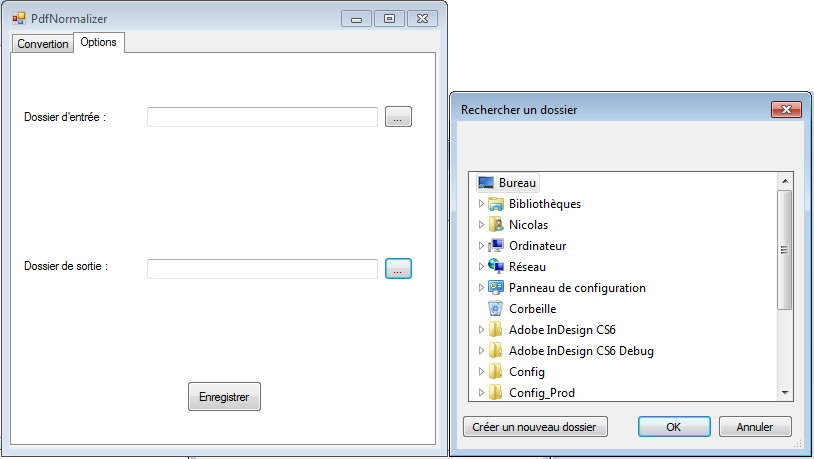 PdfNormalizer
Convertion
Options
Dossier d'entrée :
...
Dossier de sortie :
...
Enregistrer
Rechercher un dossier
Bureau
Bibliothèques
Nicolas
Ordinateur
Réseau
Panneau de configuration
Corbeille
Adobe InDesign CS6
Adobe InDesign CS6 Debug
Config
Config_Prod
Créer un nouveau dossier
OK
Annuler